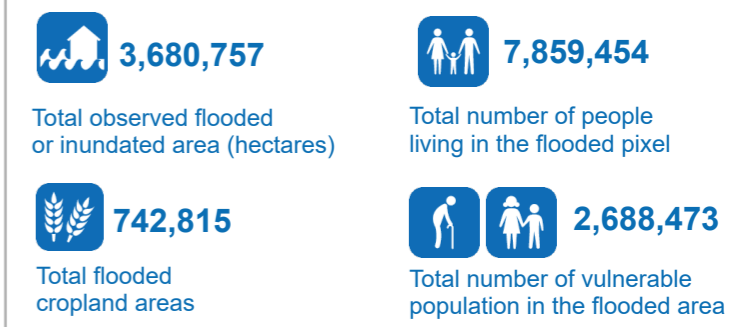 3,680,757
Total observed flooded
or inundated area (hectares)
7,859,454
Total number of people
living in the flooded pixel
742,815
Total flooded
cropland areas
2,688,473
Total number of vulnerable
population in the flooded area